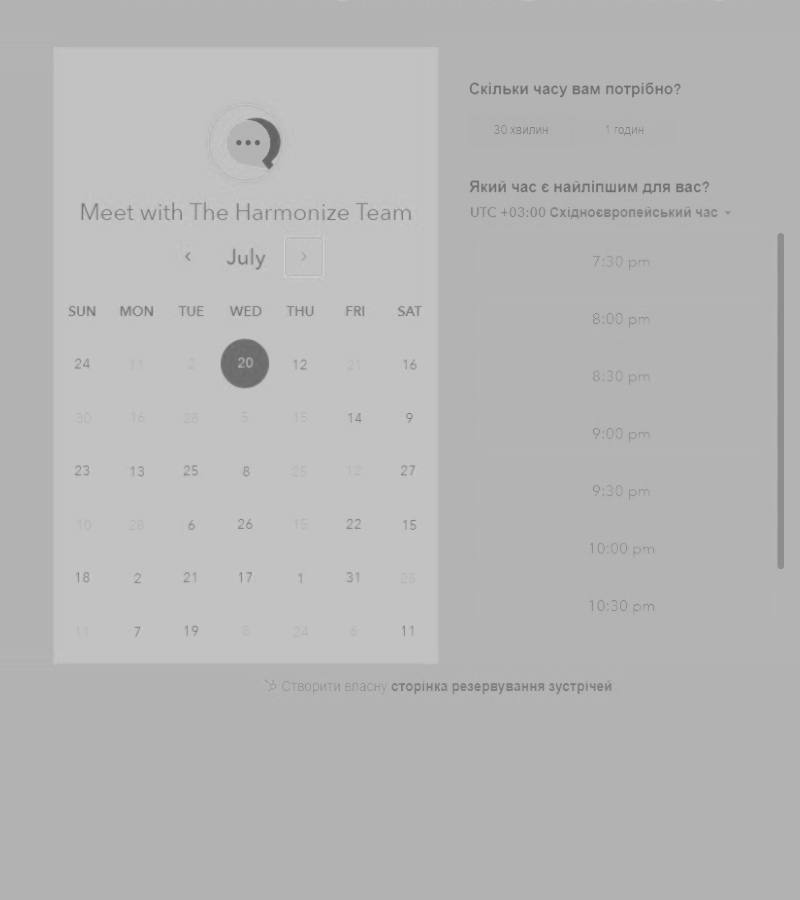 Meet with The Harmonize Team
July
SUN MON TUE WED THU FRI SAT
24 11 2 20 12 21 16
30 16 28 5 15 14 9
23 13 25 8 25 12 27
10 28 6 26 15 22 15
18 2 21 17 1 31 26
11 7 19 8 24 6 11
Скільки часу вам потрібно?
30 хвилин 1 годин
Який час є найліпшим для вас?
UTC +03:00 Східноєвропейський час
7:30 pm
8:00 pm
8:30 pm
9:00 pm
9:30 pm
10:00 pm
10:30 pm
Створити власну сторінка резервування зустрічей